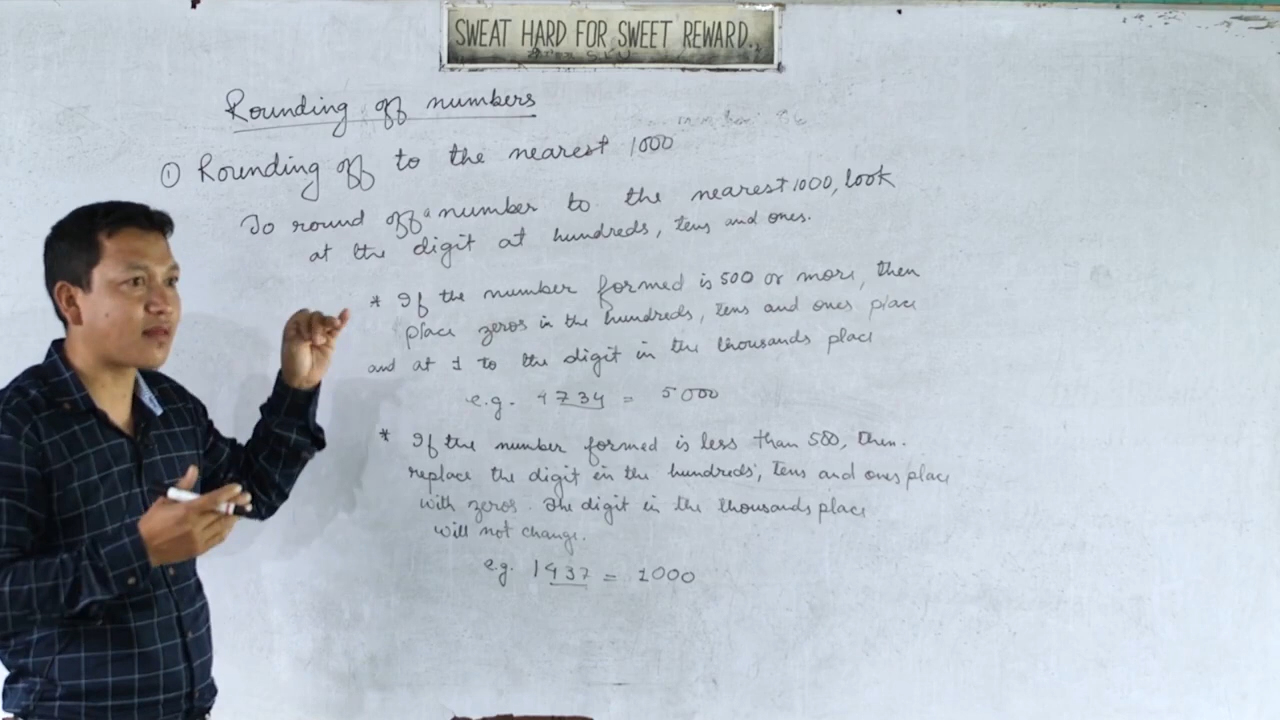 SWEAT HARD FOR SWEET REWARD.
Rounding off numbers
① Rounding off to the nearest 1000
To round off a number to the nearest 1000, look
at the digit at hundreds, tens and ones.
* If the number formed is 500 or more, then
place zeros in the hundreds, tens and ones place
and at 1 to the digit in the thousands place
e.g. 4734 = 5000
* If the number formed is less than 500, then.
replace the digit in the hundreds, tens and ones place
with zeros. The digit in the thousands place
will not change.
e.g. 1437 = 1000